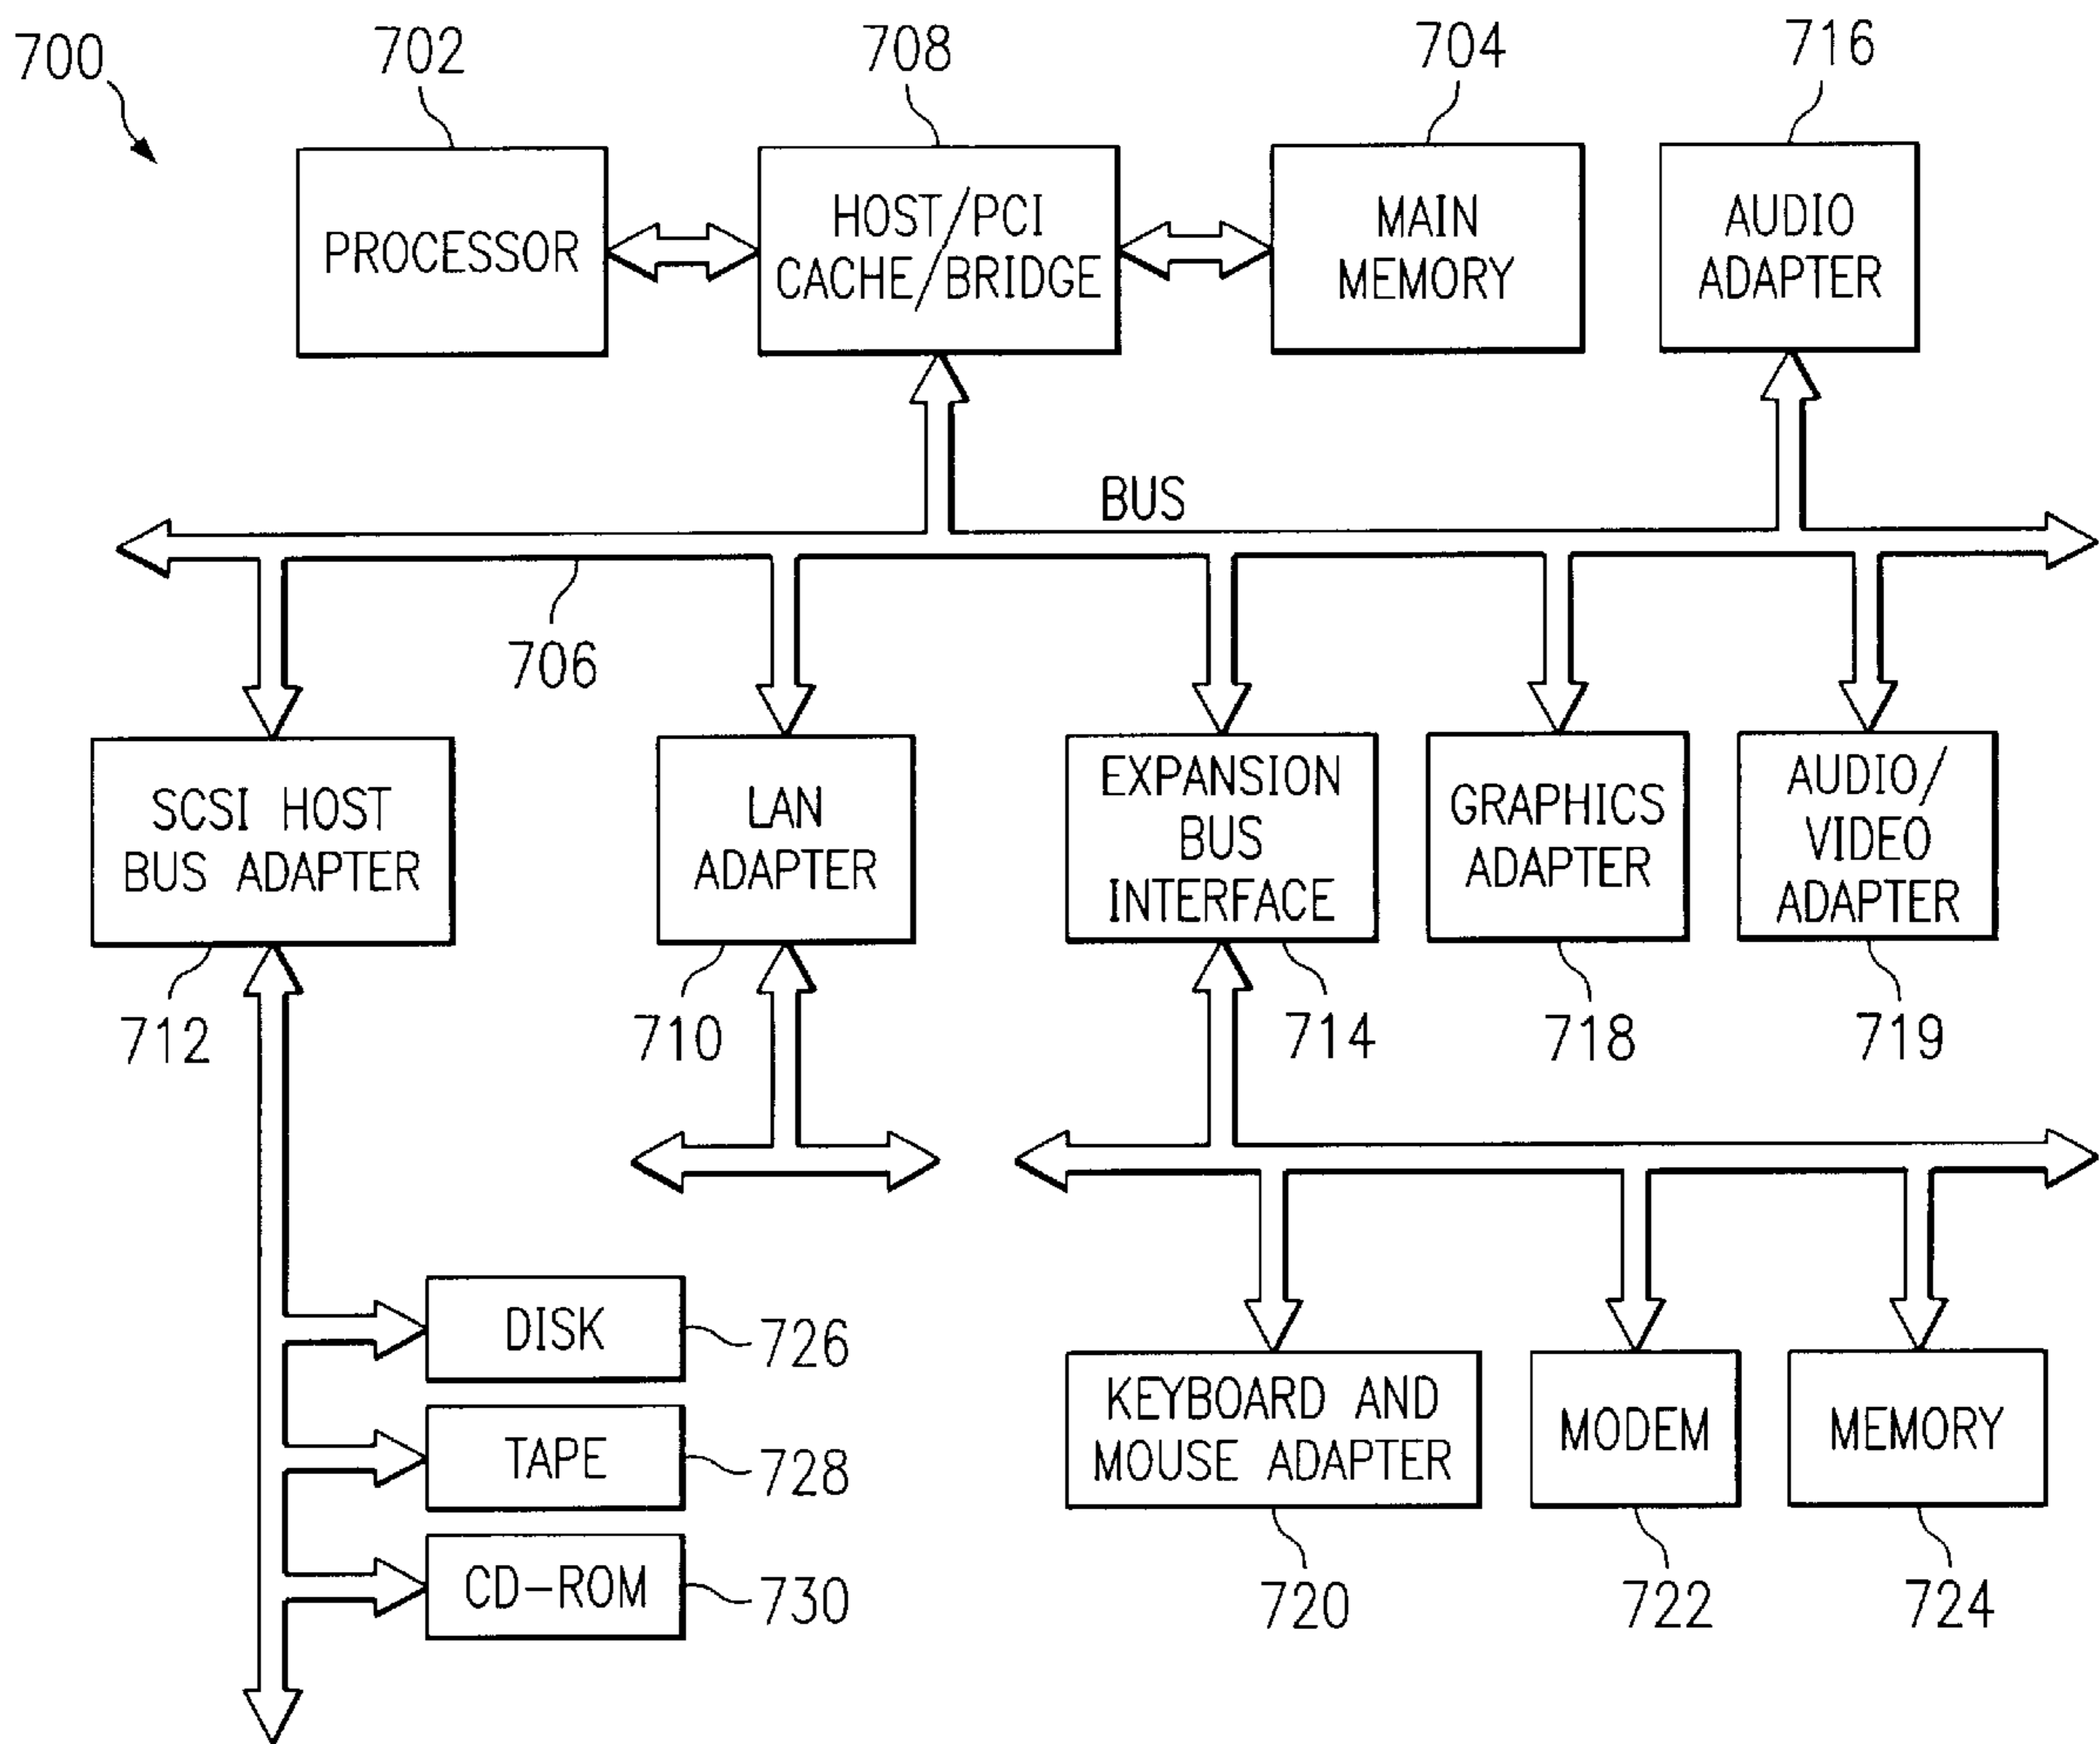 700
702
708
704
716
PROCESSOR
HOST/PCI
CACHE/BRIDGE
MAIN
MEMORY
AUDIO
ADAPTER
BUS
706
SCSI HOST
BUS ADAPTER
LAN
ADAPTER
EXPANSION
BUS
INTERFACE
GRAPHICS
ADAPTER
AUDIO/
VIDEO
ADAPTER
712
710
714
718
719
DISK
726
TAPE
728
CD-ROM
730
KEYBOARD AND
MOUSE ADAPTER
MODEM
MEMORY
720
722
724